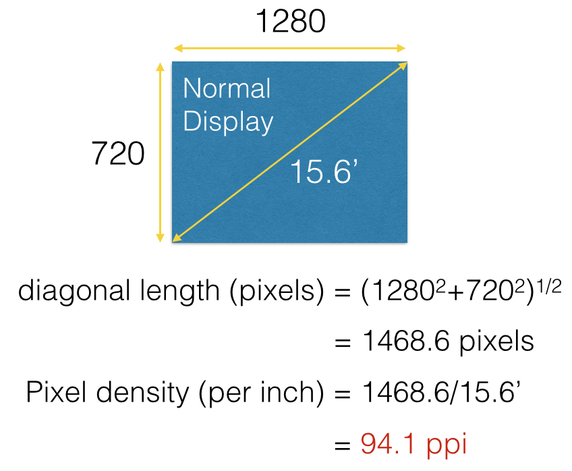 1280
Normal
Display
720
15.6’
diagonal length (pixels) = (1280²+720²)¹/²
= 1468.6 pixels
Pixel density (per inch) = 1468.6/15.6’
= 94.1 ppi